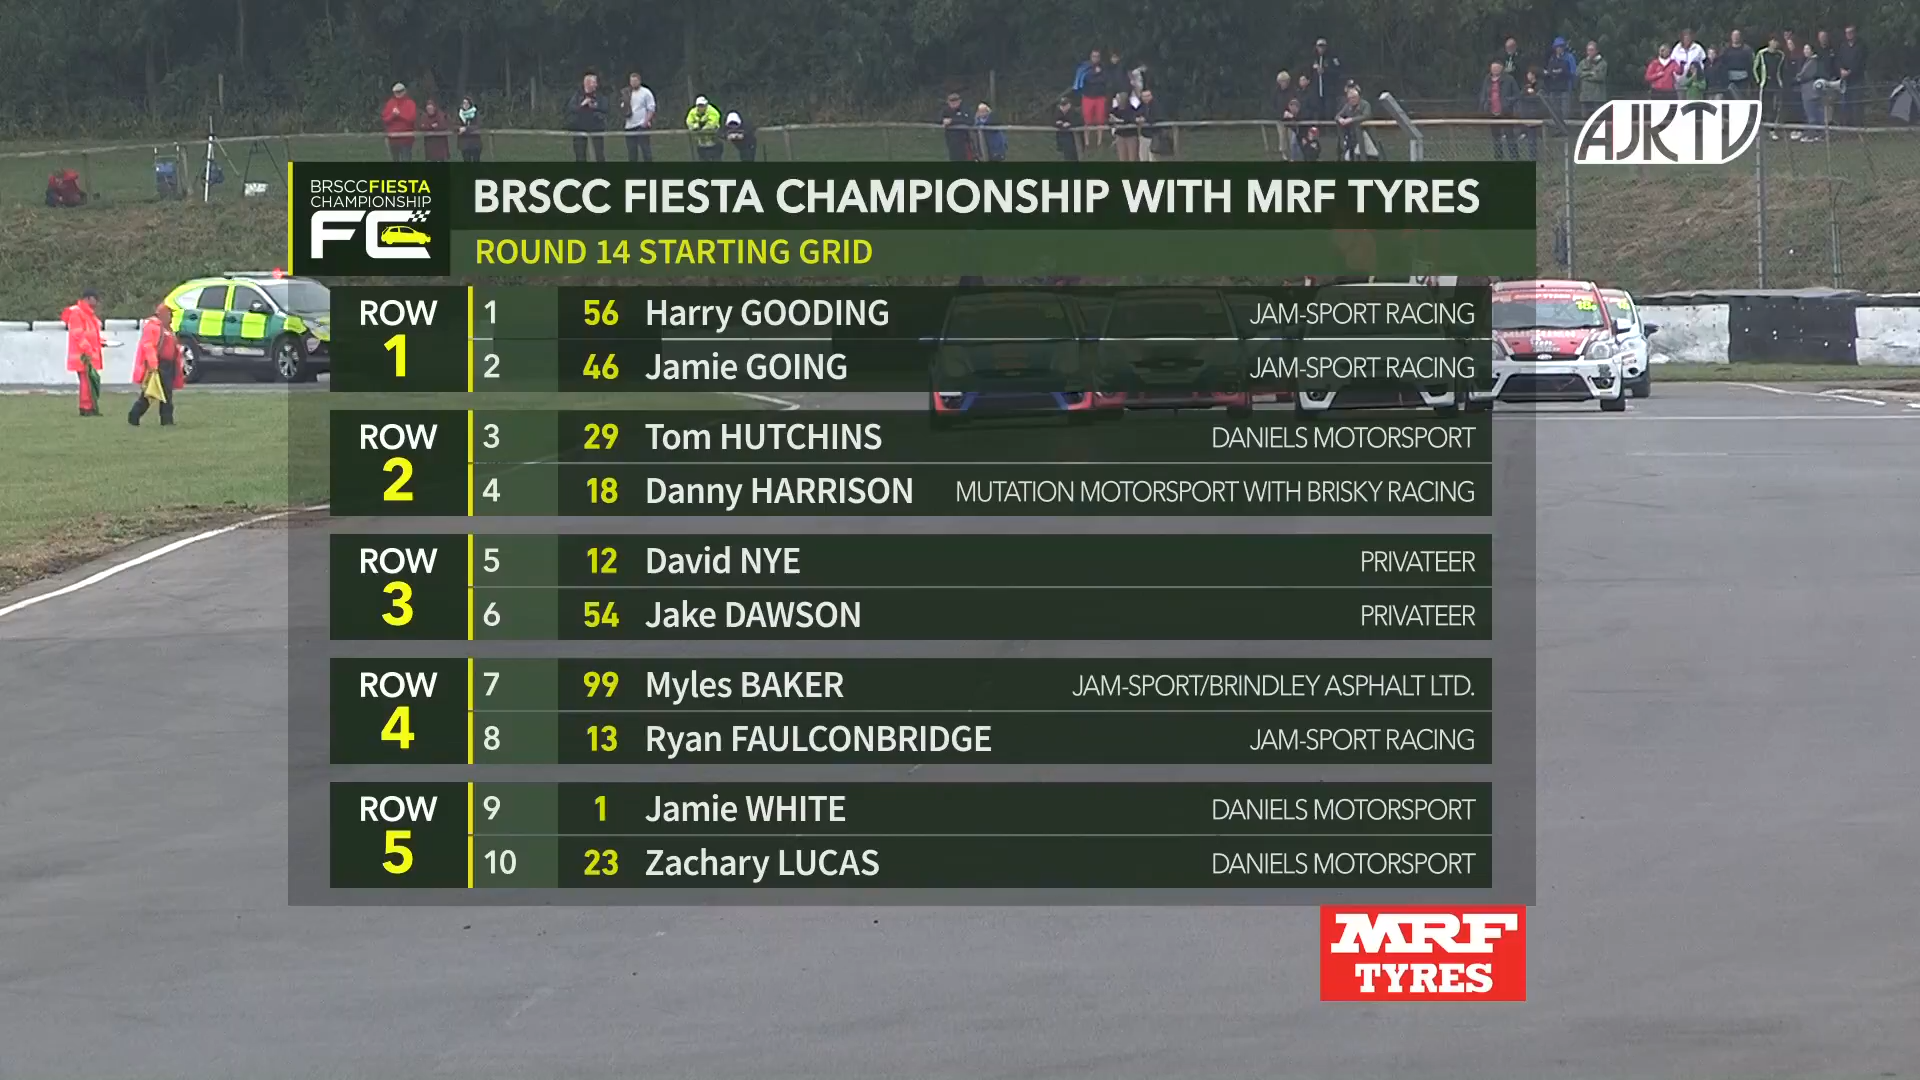 AJKTV
BRSCCFIESTA
CHAMPIONSHIP
FC
BRSCC FIESTA CHAMPIONSHIP WITH MRF TYRES
ROUND 14 STARTING GRID
ROW 1
1 56 Harry GOODING JAM-SPORT RACING
2 46 Jamie GOING JAM-SPORT RACING
ROW 2
3 29 Tom HUTCHINS DANIELS MOTORSPORT
4 18 Danny HARRISON MUTATION MOTORSPORT WITH BRISKY RACING
ROW 3
5 12 David NYE PRIVATEER
6 54 Jake DAWSON PRIVATEER
ROW 4
7 99 Myles BAKER JAM-SPORT/BRINDLEY ASPHALT LTD.
8 13 Ryan FAULCONBRIDGE JAM-SPORT RACING
ROW 5
9 1 Jamie WHITE DANIELS MOTORSPORT
10 23 Zachary LUCAS DANIELS MOTORSPORT
MRF
TYRES